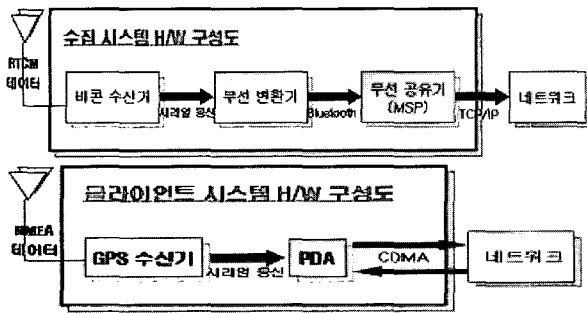 수집 시스템 H/W 구성도
RTCM
데이터
비콘 수신기
시리얼 통신
무선 변환기
Bluetooth
무선 공유기
(MSP)
TCP/IP
네트워크
클라이언트 시스템 H/W 구성도
NMEA
데이터
GPS 수신기
시리얼 통신
PDA
CDMA
네트워크